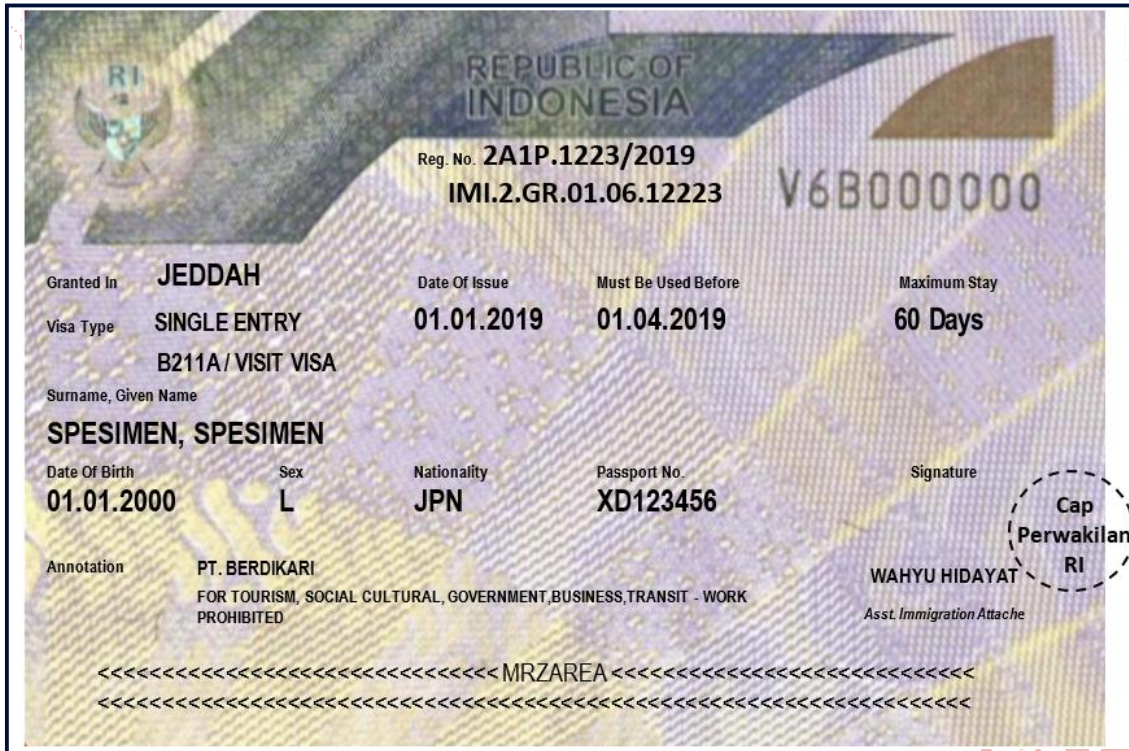 RI
REPUBLIC OF
INDONESIA
Reg. No. 2A1P.1223/2019
IMI.2.GR.01.06.12223
V6B000000
Granted In JEDDAH
Date Of Issue Must Be Used Before Maximum Stay
Visa Type SINGLE ENTRY 01.01.2019 01.04.2019 60 Days
B211A / VISIT VISA
Surname, Given Name
SPESIMEN, SPESIMEN
Date Of Birth Sex Nationality Passport No. Signature
01.01.2000 L JPN XD123456
Cap
Perwakilan
RI
Annotation PT. BERDIKARI
FOR TOURISM, SOCIAL CULTURAL, GOVERNMENT,BUSINESS,TRANSIT - WORK
PROHIBITED
WAHYU HIDAYAT
Asst. Immigration Attache
<<<<<<<<<<<<<<<<<<<<<<<<<<<<<<<MRZAREA<<<<<<<<<<<<<<<<<<<<<<<<<<<<
<<<<<<<<<<<<<<<<<<<<<<<<<<<<<<<<<<<<<<<<<<<<<<<<<<<<<<<<<<<<<<<<<<<